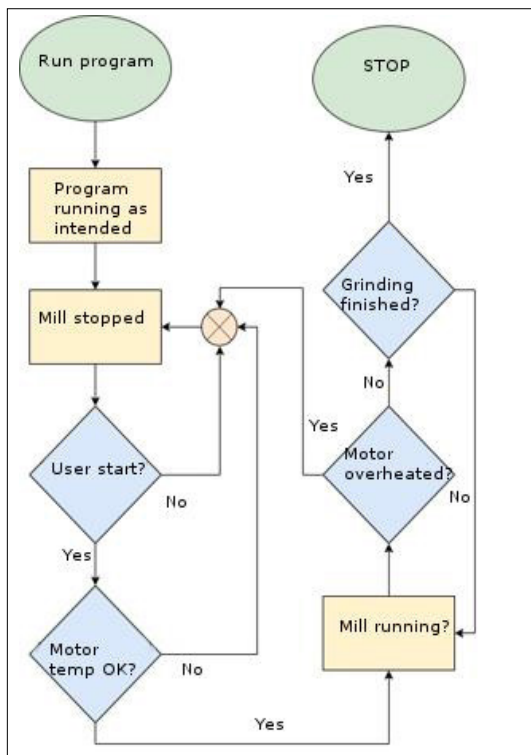 Run program
Program
running as
intended
Mill stopped
User start?
No
Yes
Motor
temp OK?
No
Yes
Mill running?
Motor
overheated?
Yes
No
Grinding
finished?
No
Yes
STOP